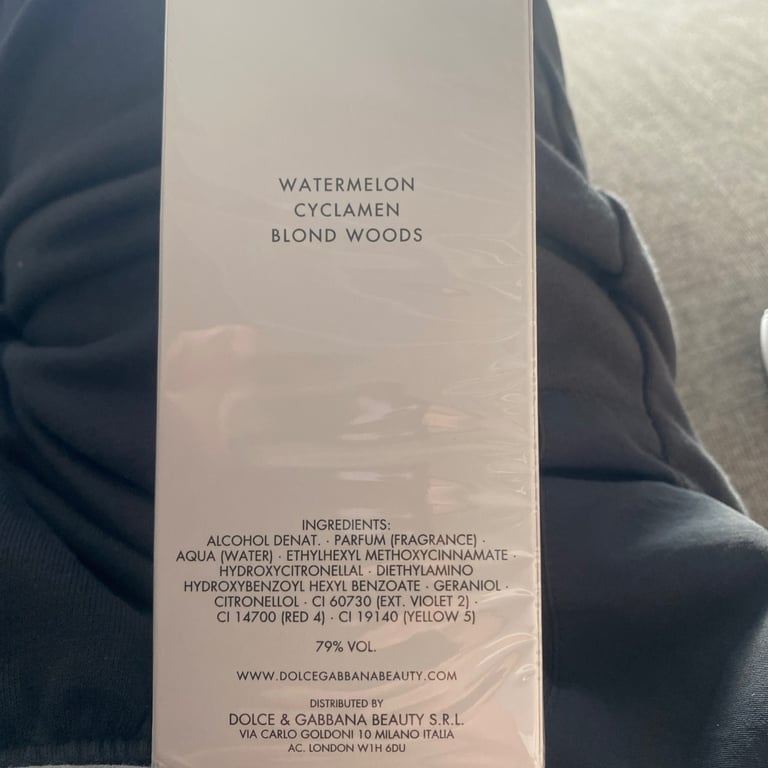 WATERMELON
CYCLAMEN
BLOND WOODS
INGREDIENTS:
ALCOHOL DENAT. · PARFUM (FRAGRANCE) ·
AQUA (WATER) · ETHYLHEXYL METHOXYCINNAMATE ·
HYDROXYCITRONELLAL · DIETHYLAMINO
HYDROXYBENZOYL HEXYL BENZOATE · GERANIOL ·
CITRONELLOL · CI 60730 (EXT. VIOLET 2) ·
CI 14700 (RED 4) · CI 19140 (YELLOW 5)
79% VOL.
WWW.DOLCEGABBANABEAUTY.COM
DISTRIBUTED BY
DOLCE & GABBANA BEAUTY S.R.L.
VIA CARLO GOLDONI 10 MILANO ITALIA
AC. LONDON W1H 6DU